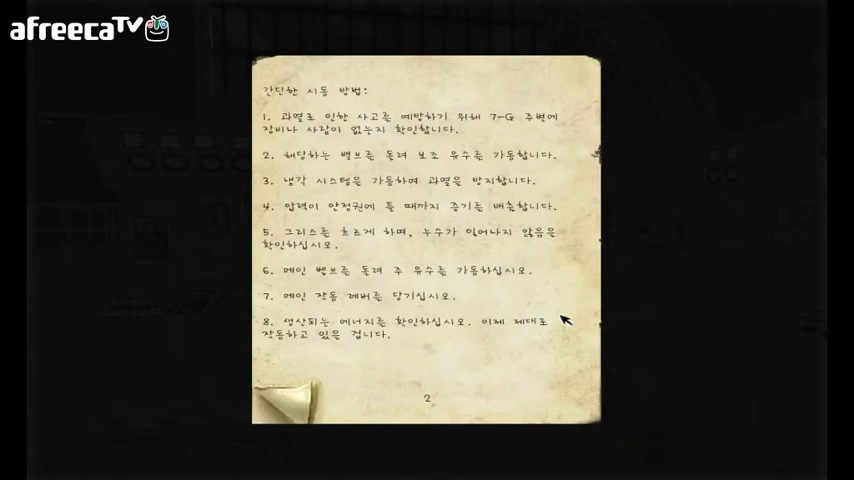 afreecaTV
간단한 시동 방법:
1. 과열로 인한 사고를 예방하기 위해 7-G 주변에
장비나 사람이 없는지 확인합니다.
2. 해당하는 밸브를 돌려 보조 유수를 가동합니다.
3. 냉각 시스템을 가동하여 과열을 방지합니다.
4. 압력이 안정권에 들 때까지 증기를 배출합니다.
5. 그리스를 흐르게 하며, 누수가 일어나지 않음을
확인하십시오.
6. 메인 벨브를 돌려 주 유수를 가동하십시오.
7. 메인 작동 레버를 당기십시오.
8. 생산되는 에너지를 확인하십시오. 이제 제대로
작동하고 있을 겁니다.
2